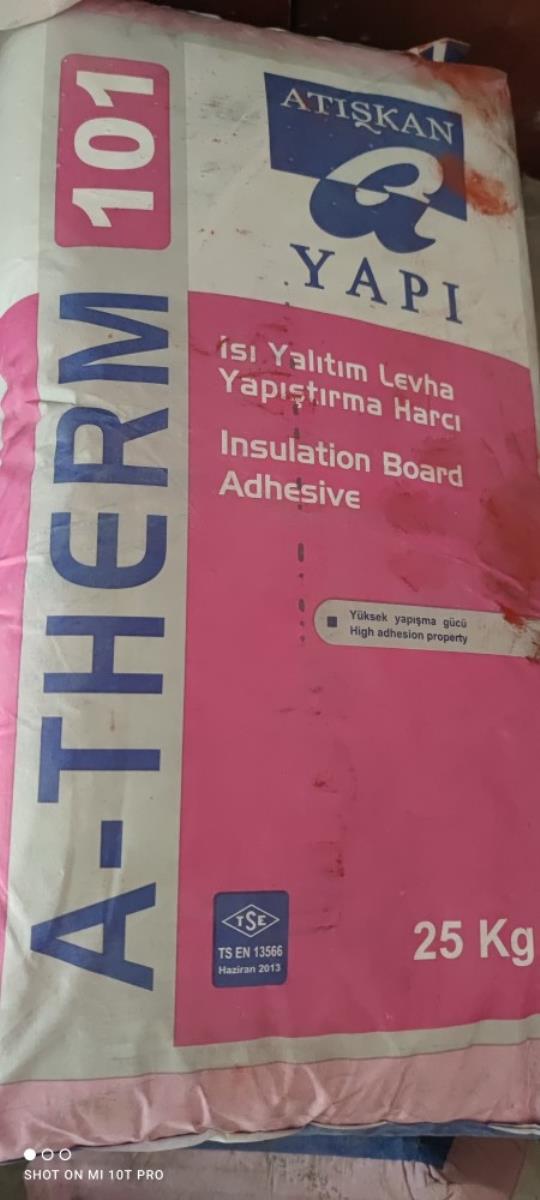 ATIŞKAN
a
YAPI
A-THERM 101
Isı Yalıtım Levha
Yapıştırma Harcı
Insulation Board
Adhesive
Yüksek yapışma gücü
High adhesion property
TSE
TS EN 13566
Haziran 2013
25 Kg
SHOT ON MI 10T PRO